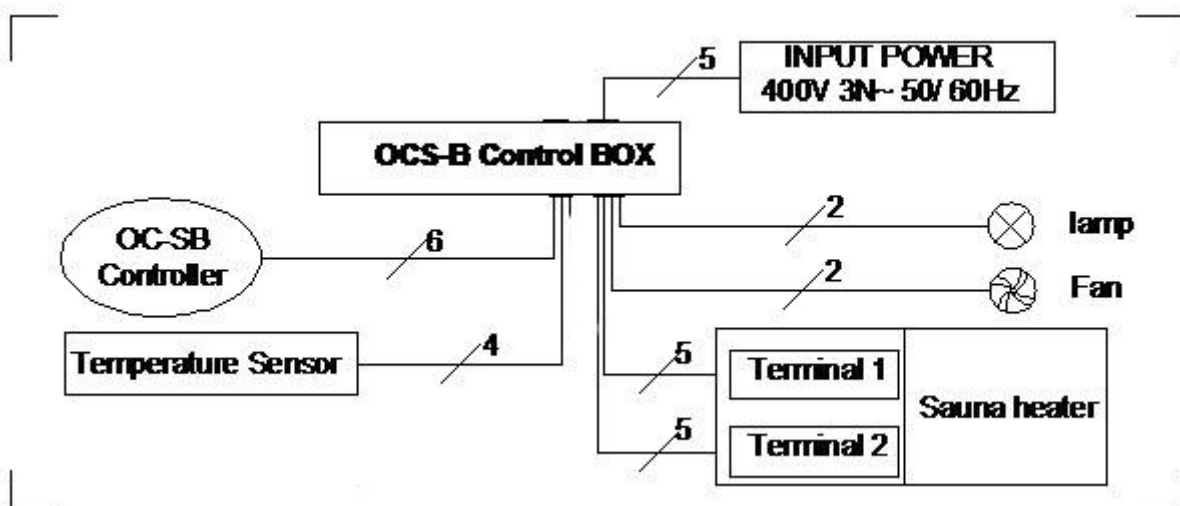 5
INPUT POWER
400V 3N~ 50/ 60Hz
OCS-B Control BOX
OC-SB
Controller
6
2
lamp
2
Fan
Temperature Sensor
4
5
Terminal 1
Sauna heater
5
Terminal 2